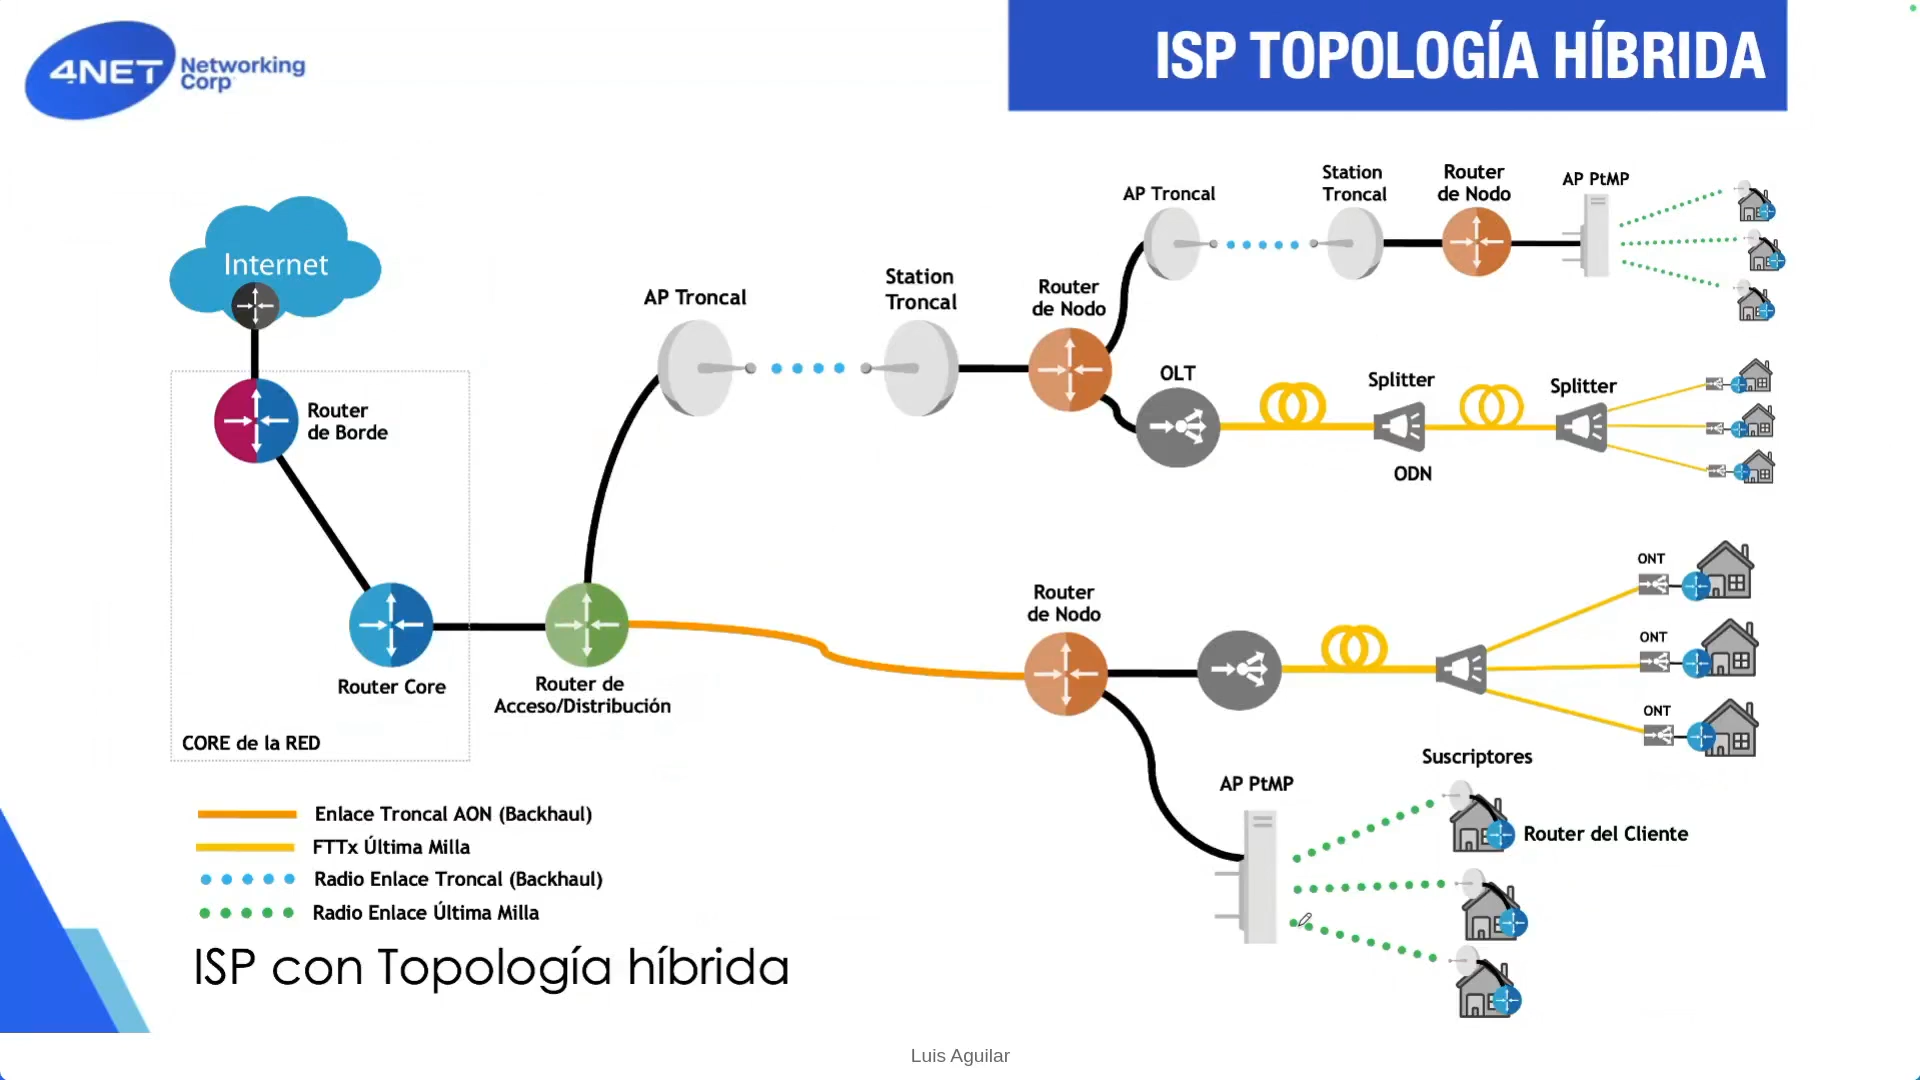 4NET Networking
Corp
ISP TOPOLOGÍA HÍBRIDA
Internet
Router
de Borde
Router Core
CORE de la RED
Router de
Acceso/Distribución
AP Troncal
Station
Troncal
Router
de Nodo
AP Troncal
Station
Troncal
Router
de Nodo
AP PtMP
OLT
Splitter
Splitter
ODN
Router
de Nodo
ONT
ONT
ONT
AP PtMP
Suscriptores
Router del Cliente
Enlace Troncal AON (Backhaul)
FTTx Última Milla
Radio Enlace Troncal (Backhaul)
Radio Enlace Última Milla
ISP con Topología híbrida
Luis Aguilar